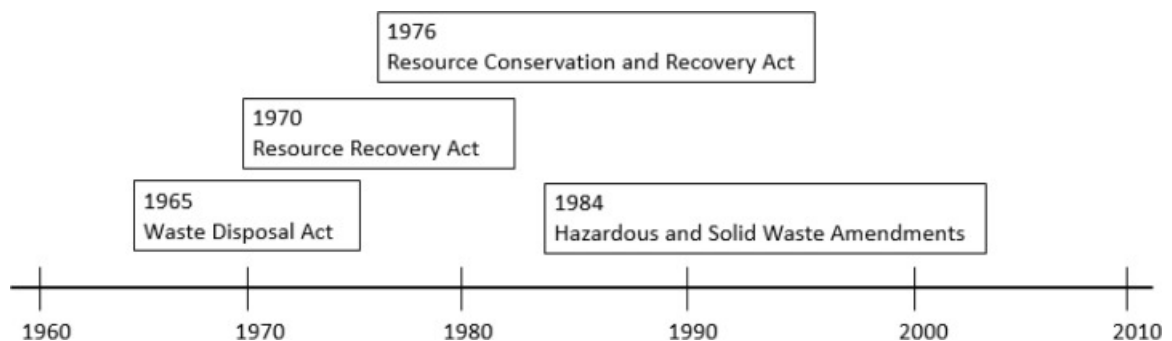 1976
Resource Conservation and Recovery Act
1970
Resource Recovery Act
1965
Waste Disposal Act
1984
Hazardous and Solid Waste Amendments
1960
1970
1980
1990
2000
2010